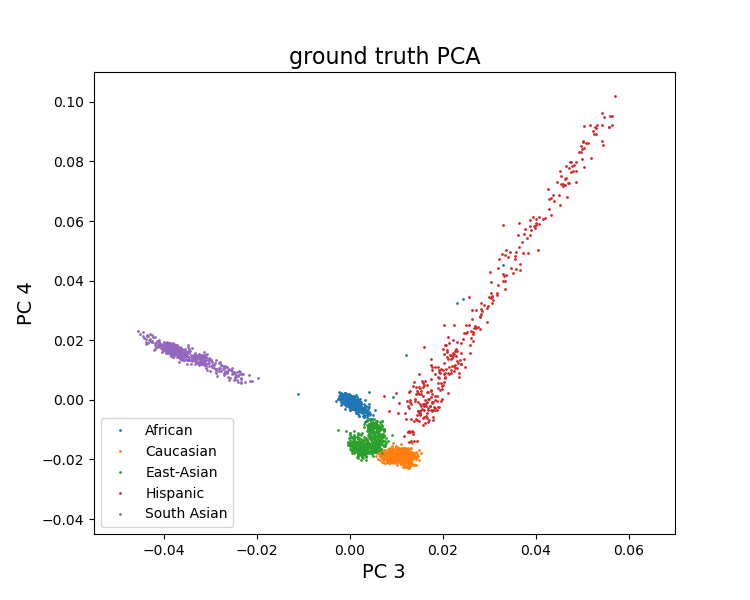 ground truth PCA
PC 4
0.10
0.08
0.06
0.04
0.02
0.00
−0.02
−0.04
African
Caucasian
East-Asian
Hispanic
South Asian
−0.04 −0.02 0.00 0.02 0.04 0.06
PC 3